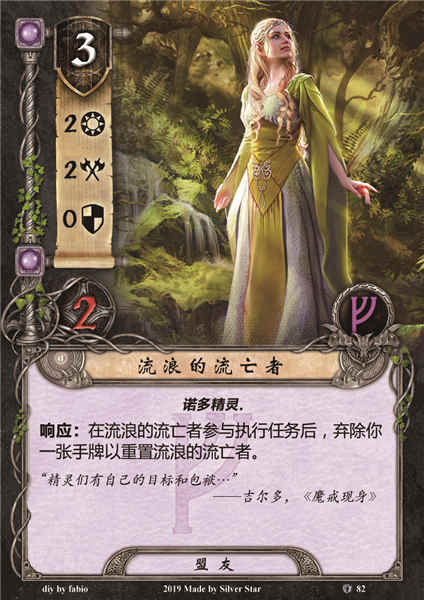 3
2
2
0
2
流浪的流亡者
诺多精灵.
响应：在流浪的流亡者参与执行任务后，弃除你
一张手牌以重置流浪的流亡者。
“精灵们有自己的目标和包被…”
——吉尔多，《魔戒现身》
盟友
diy by fabio
2019 Made by Silver Star
82